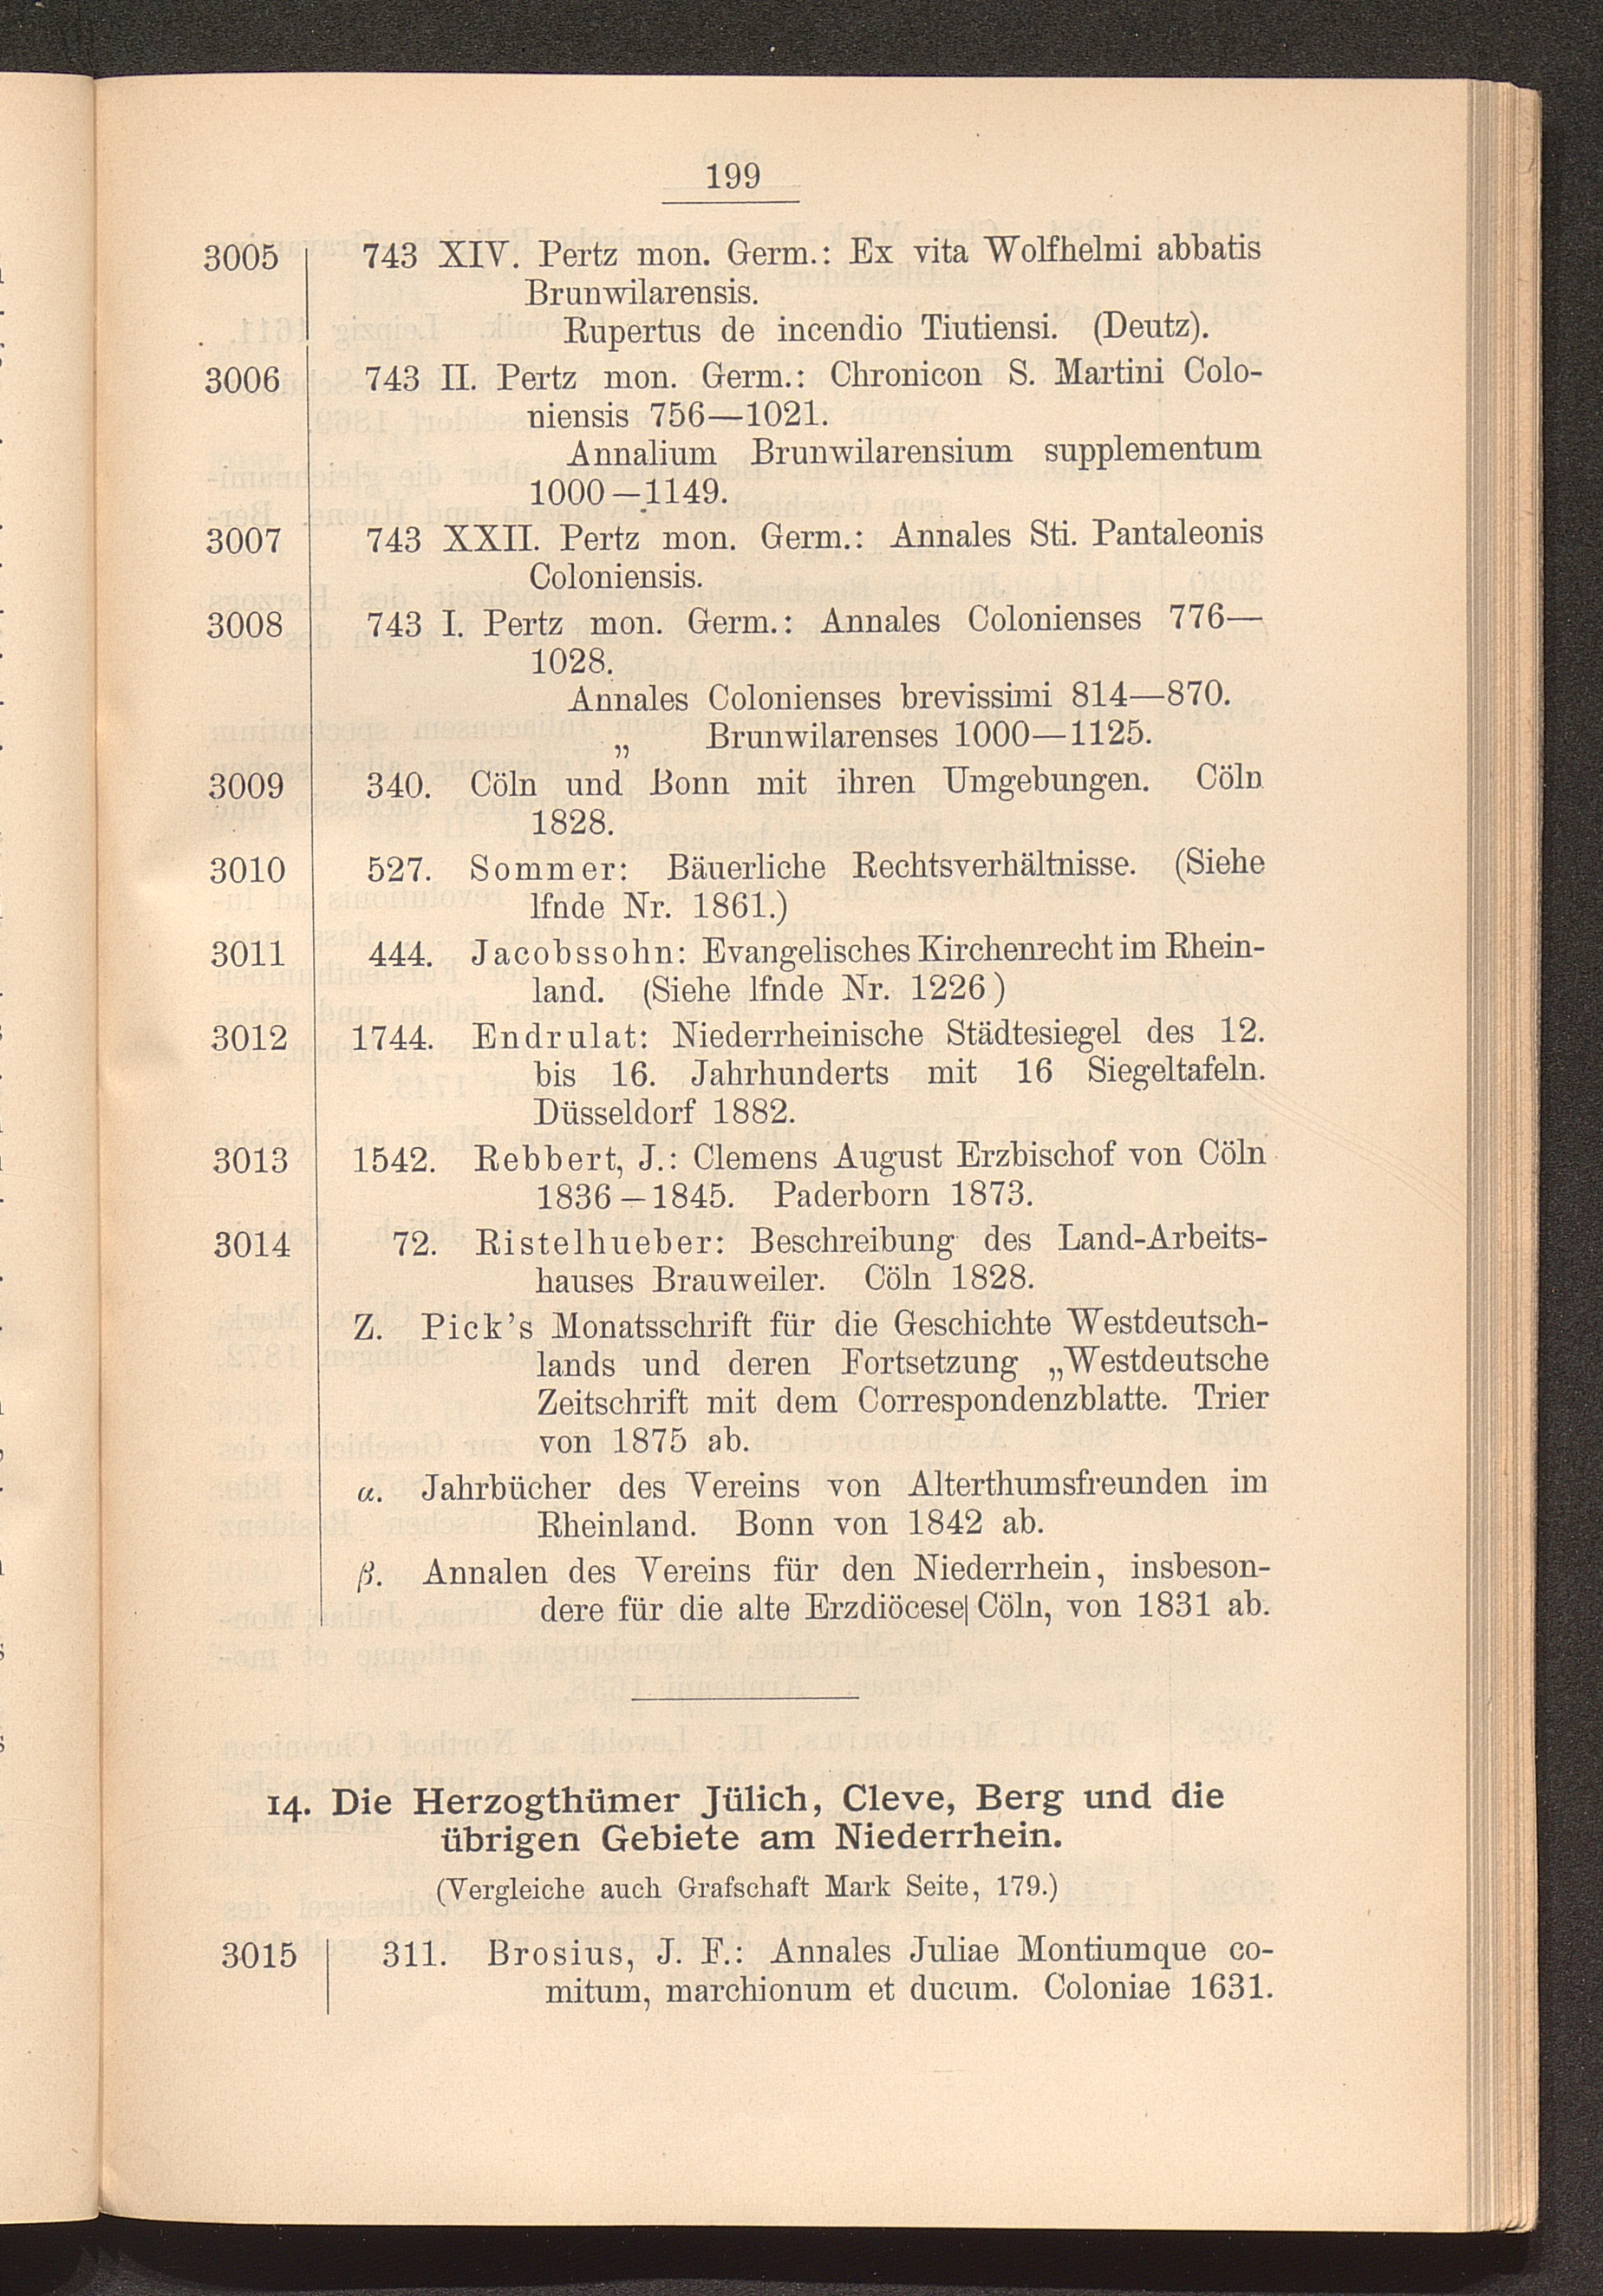 199
3005 743 XIV. Pertz mon. Germ.: Ex vita Wolfhelmi abbatis
Brunwilarensis.
Rupertus de incendio Tiutiensi. (Deutz).
3006 743 II. Pertz mon. Germ.: Chronicon S. Martini Colo-
niensis 756—1021.
Annalium Brunwilarensium supplementum
1000—1149.
3007 743 XXII. Pertz mon. Germ.: Annales Sti. Pantaleonis
Coloniensis.
3008 743 I. Pertz mon. Germ.: Annales Colonienses 776—
1028.
Annales Colonienses brevissimi 814—870.
„ Brunwilarenses 1000—1125.
3009 340. Cöln und Bonn mit ihren Umgebungen. Cöln
1828.
3010 527. Sommer: Bäuerliche Rechtsverhältnisse. (Siehe
lfnde Nr. 1861.)
3011 444. Jacobssohn: Evangelisches Kirchenrecht im Rhein-
land. (Siehe lfnde Nr. 1226)
3012 1744. Endrulat: Niederrheinische Städtesiegel des 12.
bis 16. Jahrhunderts mit 16 Siegeltafeln.
Düsseldorf 1882.
3013 1542. Rebbert, J.: Clemens August Erzbischof von Cöln
1836—1845. Paderborn 1873.
3014 72. Ristelhueber: Beschreibung des Land-Arbeits-
hauses Brauweiler. Cöln 1828.
Z. Pick's Monatsschrift für die Geschichte Westdeutsch-
lands und deren Fortsetzung „Westdeutsche
Zeitschrift mit dem Correspondenzblatte. Trier
von 1875 ab.
α. Jahrbücher des Vereins von Alterthumsfreunden im
Rheinland. Bonn von 1842 ab.
β. Annalen des Vereins für den Niederrhein, insbeson-
dere für die alte Erzdiöcese| Cöln, von 1831 ab.
14. Die Herzogthümer Jülich, Cleve, Berg und die
übrigen Gebiete am Niederrhein.
(Vergleiche auch Grafschaft Mark Seite, 179.)
3015 311. Brosius, J. F.: Annales Juliae Montiumque co-
mitum, marchionum et ducum. Coloniae 1631.